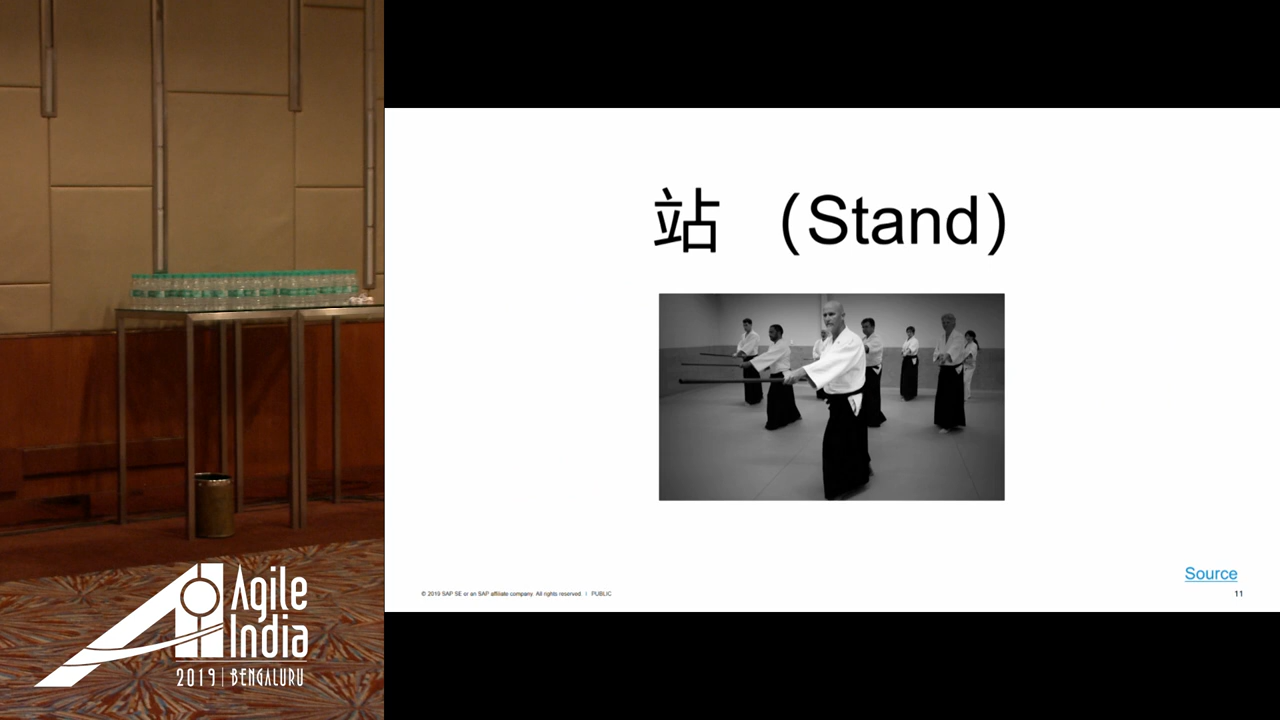 站 (Stand)
Source
© 2019 SAP SE or an SAP affiliate company. All rights reserved. | PUBLIC
11
Agile
India
2019 | BENGALURU